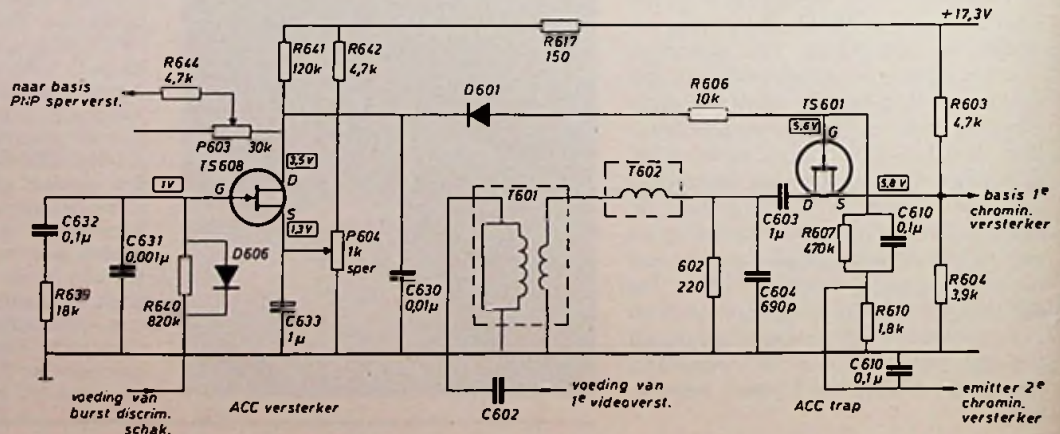 +17,3V
R641
120k
R642
4,7k
R617
150
R644
4,7k
naar basis
PNP sperverst.
P603
30k
D601
R606
10k
TS601
5,6V
G
D
S
R603
4,7k
TS608
3,5V
1V
G
D
S
1,3V
T602
T601
5,8V
basis 1e
chromin.
versterker
C632
0,1µ
C631
0,001µ
R639
18k
R640
820k
D606
P604
1k
sper
C633
1µ
C630
0,01µ
C603
1µ
R607
470k
C610
0,1µ
602
220
C604
690p
R604
3,9k
R610
1,8k
C610
0,1µ
voeding van
burst discrim.
schak.
ACC versterker
C602
voeding van
1e videoverst.
ACC trap
emitter 2e
chromin.
versterker